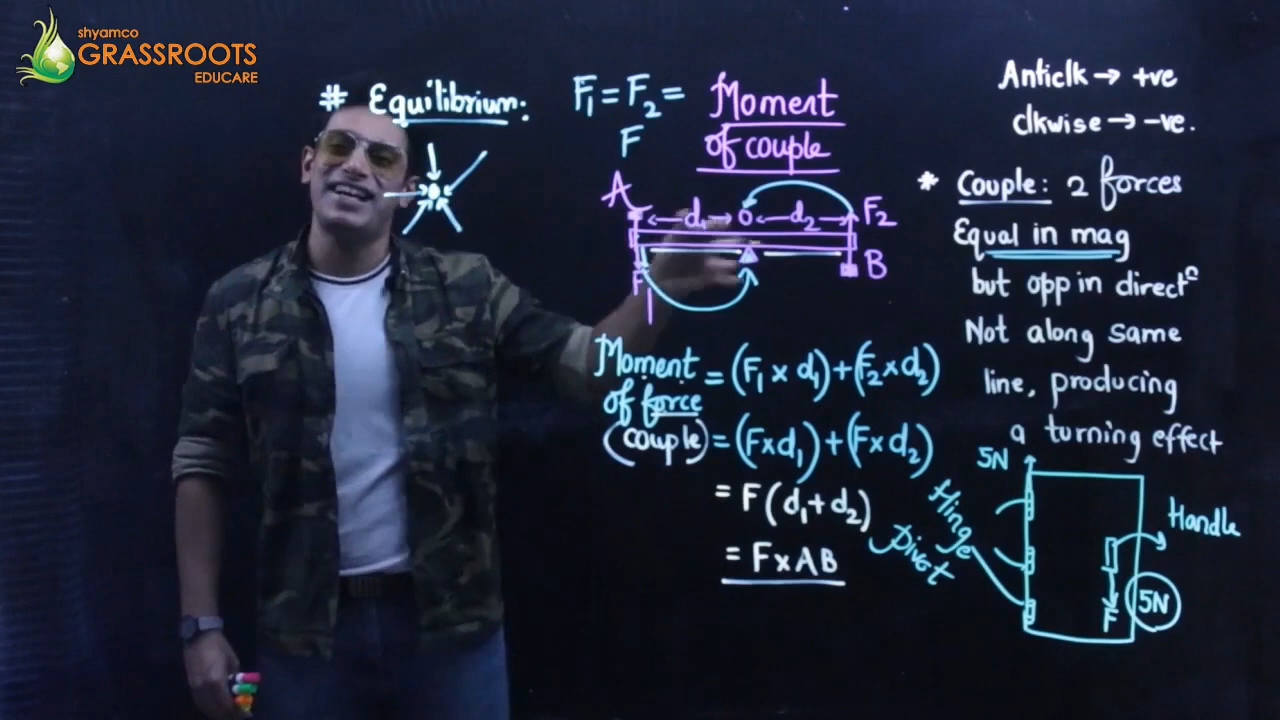 shyamco
GRASSROOTS
EDUCARE
# Equilibrium:
F₁ = F₂ =
F
Moment
of couple
A
d₁
O
d₂
F₂
F₁
B
Moment
of force
(couple)
= (F₁ × d₁) + (F₂ × d₂)
= (F×d₁) + (F×d₂)
= F(d₁+d₂)
= F×AB
Anticlk → +ve
clkwise → -ve.
* Couple: 2 forces
Equal in mag
but opp in directⁿ
Not along same
line, producing
a turning effect
5N
Hinge
Pivot
Handle
F
5N